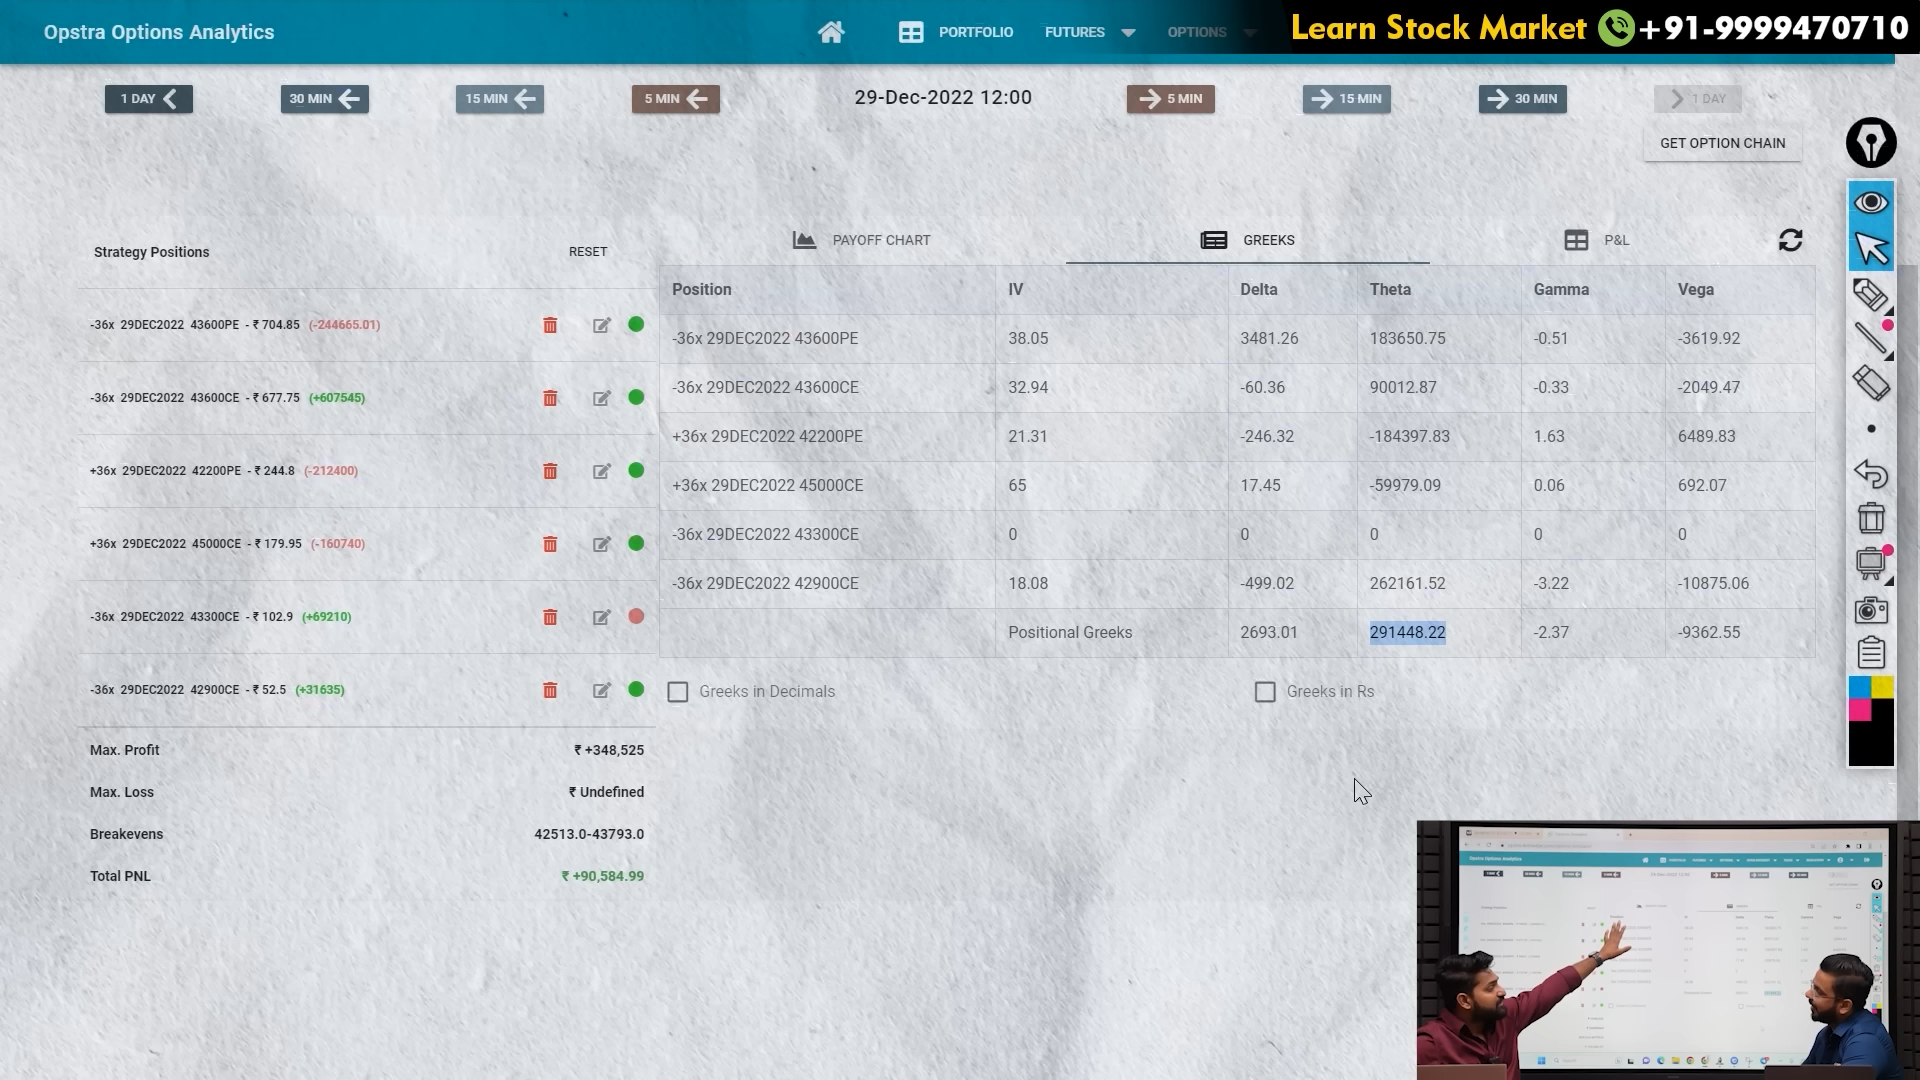 Opstra Options Analytics
PORTFOLIO FUTURES OPTIONS
Learn Stock Market +91-9999470710
1 DAY 30 MIN 15 MIN 5 MIN 29-Dec-2022 12:00 5 MIN 15 MIN 30 MIN 1 DAY
GET OPTION CHAIN
Strategy Positions RESET
-36x 29DEC2022 43600PE - ₹ 704.85 (-244665.01)
-36x 29DEC2022 43600CE - ₹ 677.75 (+607545)
+36x 29DEC2022 42200PE - ₹ 244.8 (-212400)
+36x 29DEC2022 45000CE - ₹ 179.95 (-160740)
-36x 29DEC2022 43300CE - ₹ 102.9 (+69210)
-36x 29DEC2022 42900CE - ₹ 52.5 (+31635)
Max. Profit ₹ +348,525
Max. Loss ₹ Undefined
Breakevens 42513.0-43793.0
Total PNL ₹ +90,584.99
PAYOFF CHART GREEKS P&L
Position IV Delta Theta Gamma Vega
-36x 29DEC2022 43600PE 38.05 3481.26 183650.75 -0.51 -3619.92
-36x 29DEC2022 43600CE 32.94 -60.36 90012.87 -0.33 -2049.47
+36x 29DEC2022 42200PE 21.31 -246.32 -184397.83 1.63 6489.83
+36x 29DEC2022 45000CE 65 17.45 -59979.09 0.06 692.07
-36x 29DEC2022 43300CE 0 0 0 0 0
-36x 29DEC2022 42900CE 18.08 -499.02 262161.52 -3.22 -10875.06
Positional Greeks 2693.01 291448.22 -2.37 -9362.55
Greeks in Decimals Greeks in Rs